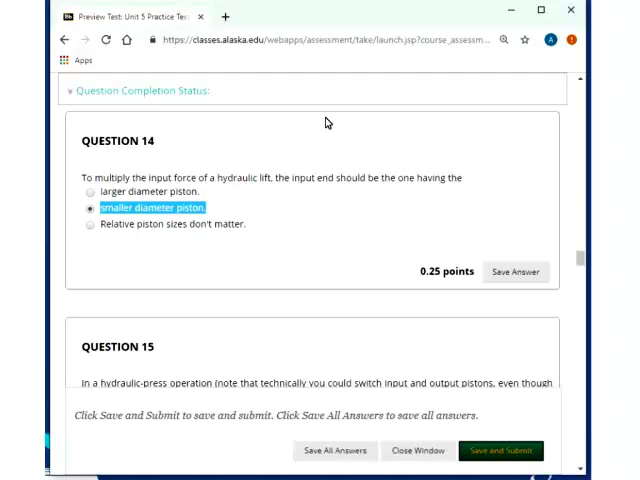 Preview Test: Unit 5 Practice Tes
https://classes.alaska.edu/webapps/assessment/take/launch.jsp?course_assessm...
A
Apps
Question Completion Status:
QUESTION 14
To multiply the input force of a hydraulic lift, the input end should be the one having the
larger diameter piston.
smaller diameter piston.
Relative piston sizes don't matter.
0.25 points
Save Answer
QUESTION 15
In a hydraulic-press operation (note that technically you could switch input and output pistons, even though
Click Save and Submit to save and submit. Click Save All Answers to save all answers.
Save All Answers
Close Window
Save and Submit